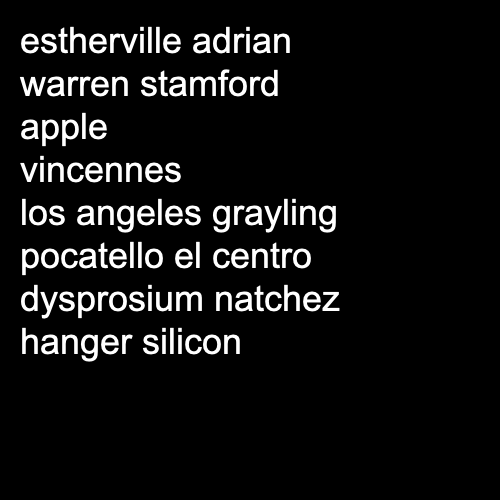 estherville adrian
warren stamford
apple
vincennes
los angeles grayling
pocatello el centro
dysprosium natchez
hanger silicon